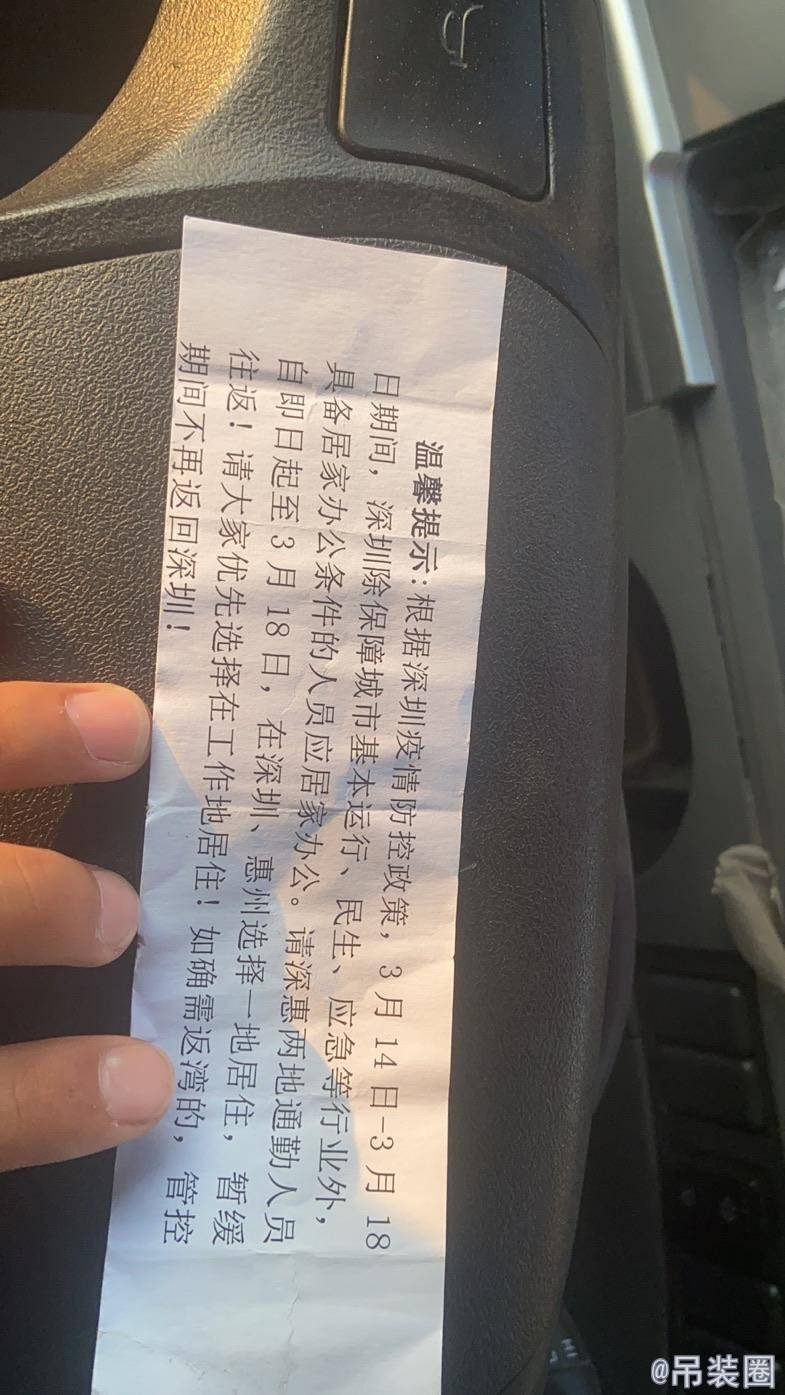 温馨提示:根据深圳疫情防控政策，3月14日-3月18
日期间，深圳除保障城市基本运行、民生、应急等行业外，
具备居家办公条件的人员应居家办公。请深惠两地通勤人员
自即日起至3月18日，在深圳、惠州选择一地居住，暂缓
往返！请大家优先选择在工作地居住！如确需返湾的，管控
期间不再返回深圳！
@吊装圈